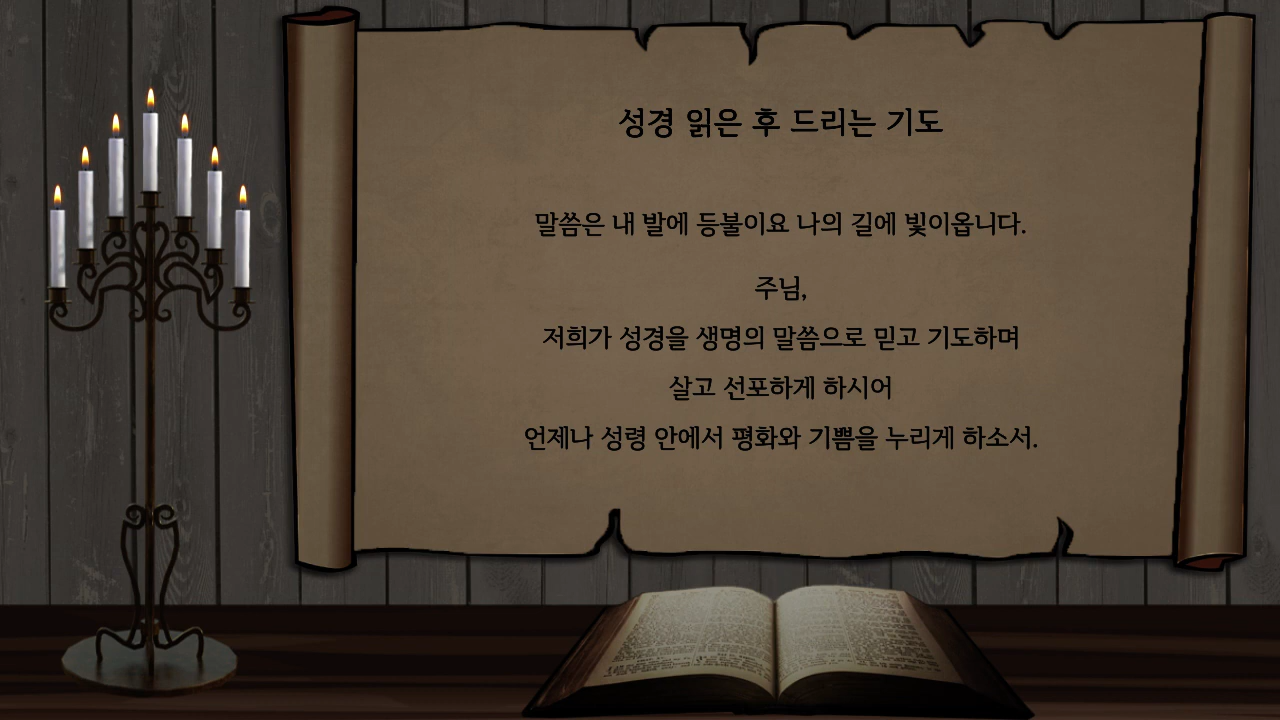 성경 읽은 후 드리는 기도
말씀은 내 발에 등불이요 나의 길에 빛이옵니다.
주님,
저희가 성경을 생명의 말씀으로 믿고 기도하며
살고 선포하게 하시어
언제나 성령 안에서 평화와 기쁨을 누리게 하소서.